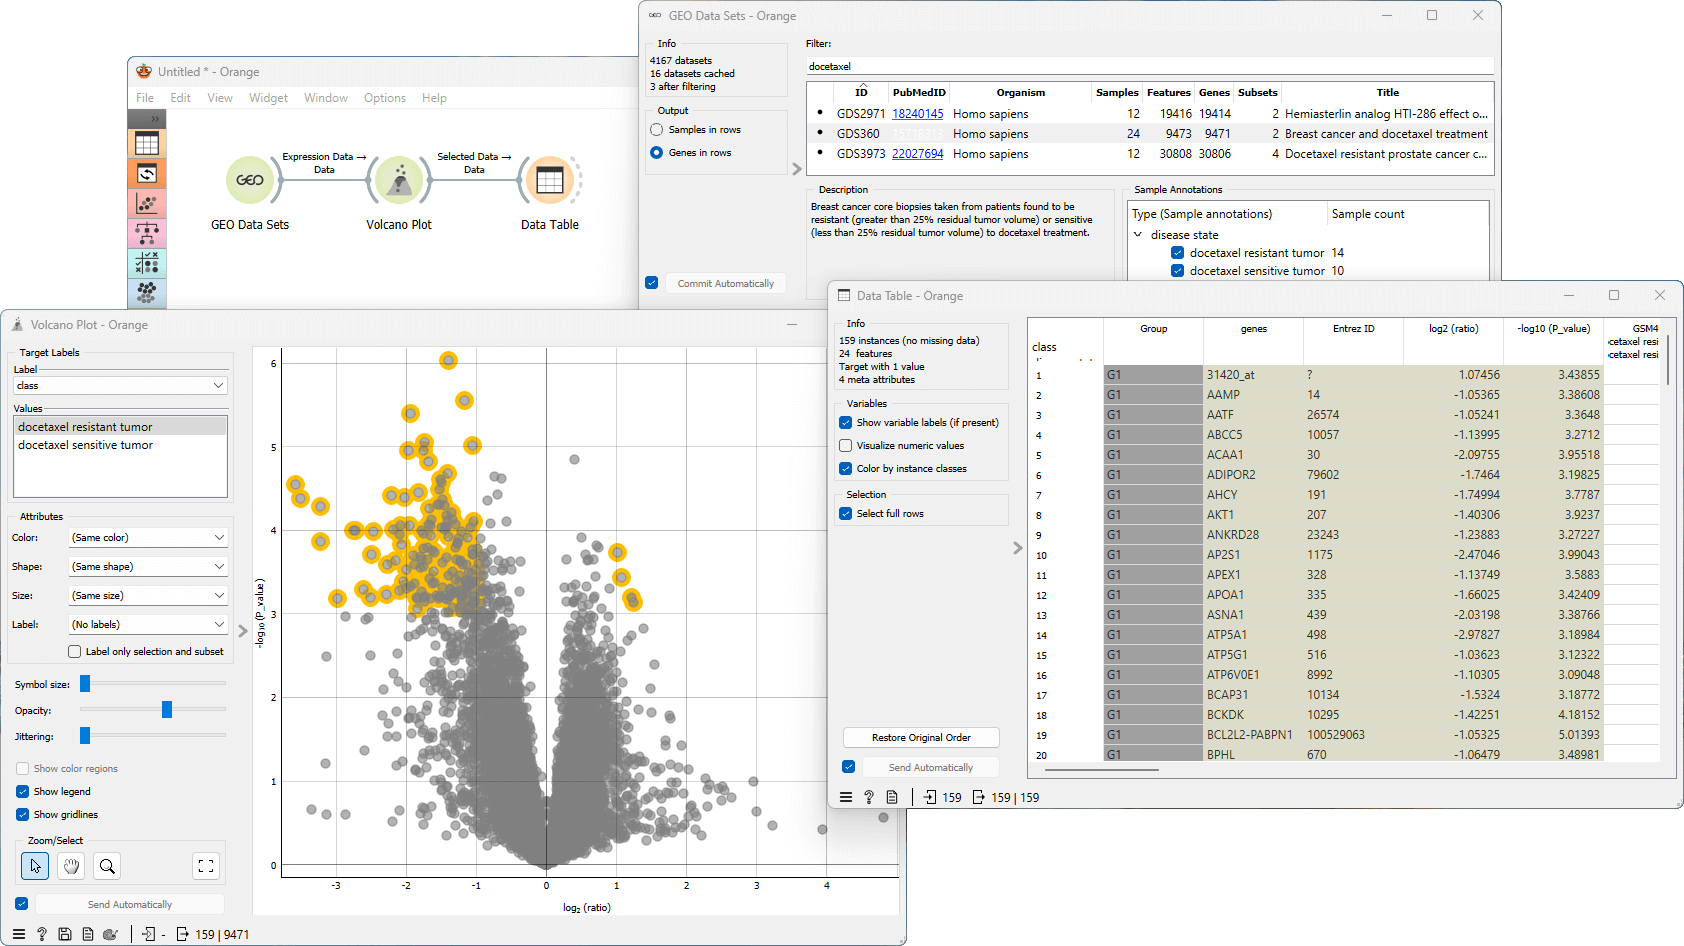 GEO Data Sets - Orange
Info
4167 datasets
16 datasets cached
3 after filtering
Output
Samples in rows
Genes in rows
Commit Automatically
Filter:
docetaxel
ID PubMedID Organism Samples Features Genes Subsets Title
GDS2971 18240145 Homo sapiens 12 19416 19414 2 Hemiasterlin analog HTI-286 effect o...
GDS360 15718313 Homo sapiens 24 9473 9471 2 Breast cancer and docetaxel treatment
GDS3973 22027694 Homo sapiens 12 30808 30806 4 Docetaxel resistant prostate cancer c...
Description
Breast cancer core biopsies taken from patients found to be
resistant (greater than 25% residual tumor volume) or sensitive
(less than 25% residual tumor volume) to docetaxel treatment.
Sample Annotations
Type (Sample annotations) Sample count
disease state
docetaxel resistant tumor 14
docetaxel sensitive tumor 10
Untitled * - Orange
File Edit View Widget Window Options Help
Expression Data →
Data
Selected Data →
Data
GEO
GEO Data Sets
Volcano Plot
Data Table
Volcano Plot - Orange
Target Labels
Label
class
Values
docetaxel resistant tumor
docetaxel sensitive tumor
Attributes
Color: (Same color)
Shape: (Same shape)
Size: (Same size)
Label: (No labels)
Label only selection and subset
Symbol size:
Opacity:
Jittering:
Show color regions
Show legend
Show gridlines
Zoom/Select
Send Automatically
- 159 | 9471
-log10 (P_value)
6
5
4
3
2
1
0
-3 -2 -1 0 1 2 3 4
log2 (ratio)
Data Table - Orange
Info
159 instances (no missing data)
24 features
Target with 1 value
4 meta attributes
Variables
Show variable labels (if present)
Visualize numeric values
Color by instance classes
Selection
Select full rows
Restore Original Order
Send Automatically
159 159 | 159
Group genes Entrez ID log2 (ratio) -log10 (P_value) GSM4
class
cetaxel resi
cetaxel resi
1 G1 31420_at ? 1.07456 3.43855
2 G1 AAMP 14 -1.05365 3.38608
3 G1 AATF 26574 -1.05241 3.3648
4 G1 ABCC5 10057 -1.13995 3.2712
5 G1 ACAA1 30 -2.09755 3.95518
6 G1 ADIPOR2 79602 -1.7464 3.19825
7 G1 AHCY 191 -1.74994 3.7787
8 G1 AKT1 207 -1.40306 3.9237
9 G1 ANKRD28 23243 -1.23883 3.27227
10 G1 AP2S1 1175 -2.47046 3.99043
11 G1 APEX1 328 -1.13749 3.5883
12 G1 APOA1 335 -1.66025 3.42409
13 G1 ASNA1 439 -2.03198 3.38766
14 G1 ATP5A1 498 -2.97827 3.18984
15 G1 ATP5G1 516 -1.03623 3.12322
16 G1 ATP6V0E1 8992 -1.10305 3.09048
17 G1 BCAP31 10134 -1.5324 3.18772
18 G1 BCKDK 10295 -1.42251 4.18152
19 G1 BCL2L2-PABPN1 100529063 -1.05325 5.01393
20 G1 BPHL 670 -1.06479 3.48981